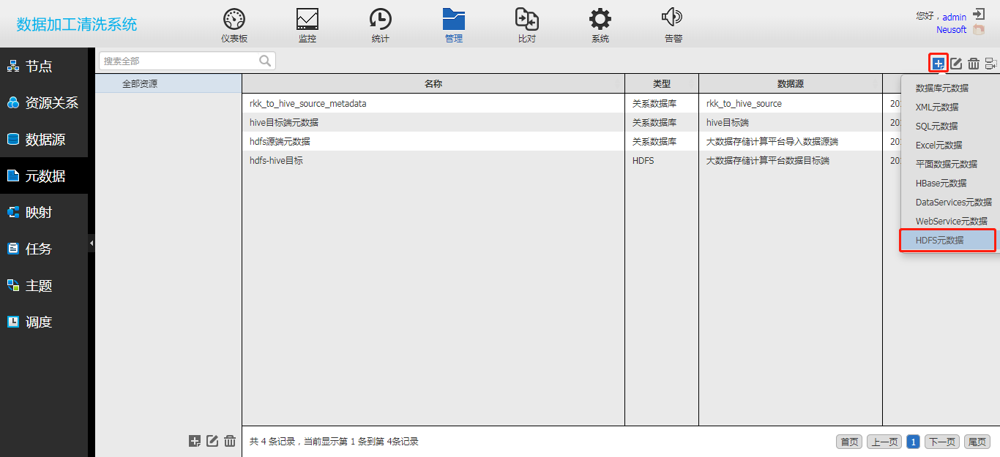 数据加工清洗系统
仪表板
监控
统计
管理
比对
系统
告警
您好，admin
Neusoft
节点
资源关系
数据源
元数据
映射
任务
主题
调度
搜索全部
全部资源
名称 类型 数据源
rkk_to_hive_source_metadata 关系数据库 rkk_to_hive_source 20
hive目标端元数据 关系数据库 hive目标端 20
hdfs源端元数据 关系数据库 大数据存储计算平台导入数据源端 20
hdfs-hive目标 HDFS 大数据存储计算平台数据目标端 20
数据库元数据
XML元数据
SQL元数据
Excel元数据
平面数据元数据
HBase元数据
DataServices元数据
WebService元数据
HDFS元数据
共 4 条记录，当前显示第 1 条到第 4条记录
首页 上一页 1 下一页 尾页